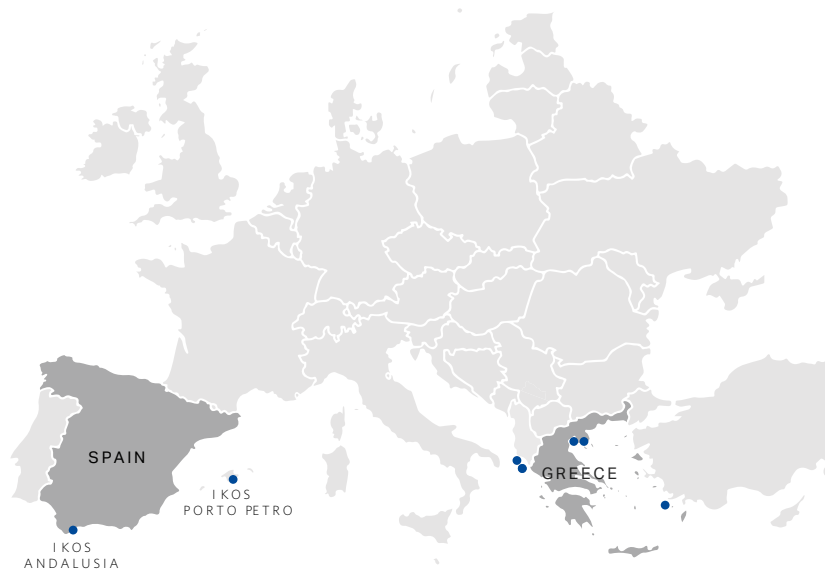 SPAIN
GREECE
IKOS
PORTO PETRO
IKOS
ANDALUSIA